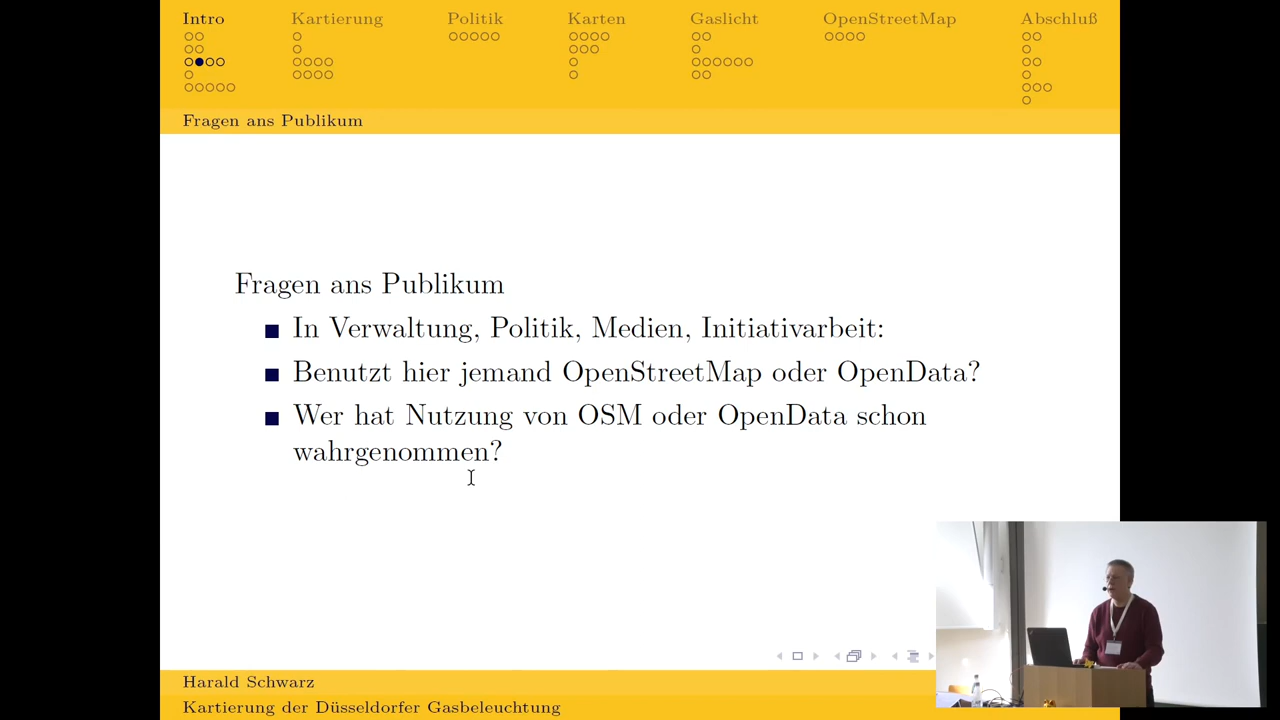 Intro Kartierung Politik Karten Gaslicht OpenStreetMap Abschluß
Fragen ans Publikum
Fragen ans Publikum
In Verwaltung, Politik, Medien, Initiativarbeit:
Benutzt hier jemand OpenStreetMap oder OpenData?
Wer hat Nutzung von OSM oder OpenData schon
wahrgenommen?
Harald Schwarz
Kartierung der Düsseldorfer Gasbeleuchtung